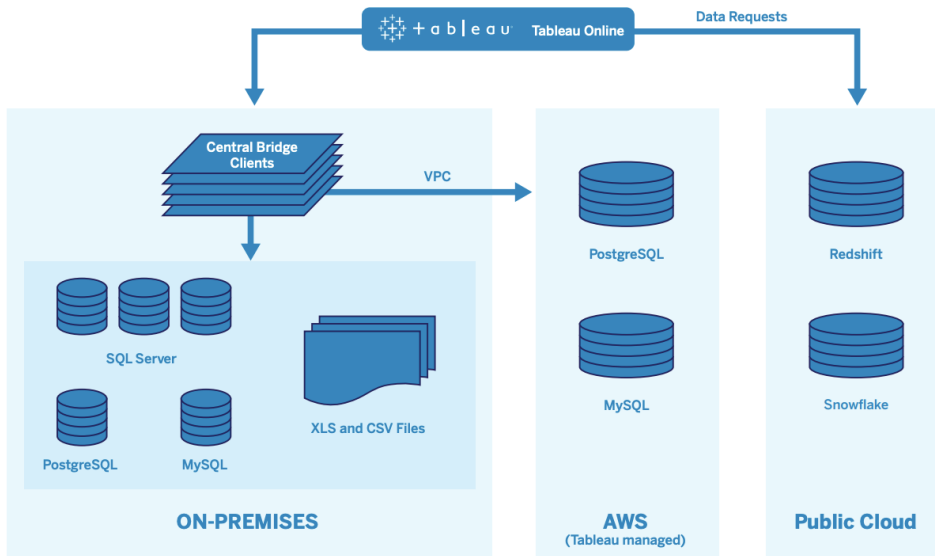 +ableau Tableau Online
Data Requests
Central Bridge
Clients
VPC
SQL Server
PostgreSQL
MySQL
XLS and CSV Files
ON-PREMISES
PostgreSQL
MySQL
AWS
(Tableau managed)
Redshift
Snowflake
Public Cloud